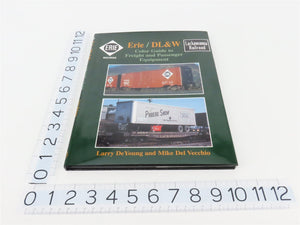 ERIE
Erie / DL&W
Color Guide to
Freight and Passenger
Equipment
Lackawanna
Railroad
Larry DeYoung and Mike Del Vecchio
0 1 2 3 4 5 6 7 8 9 10 11 12
0 1 2 3 4 5 6 7 8 9 10 11 12